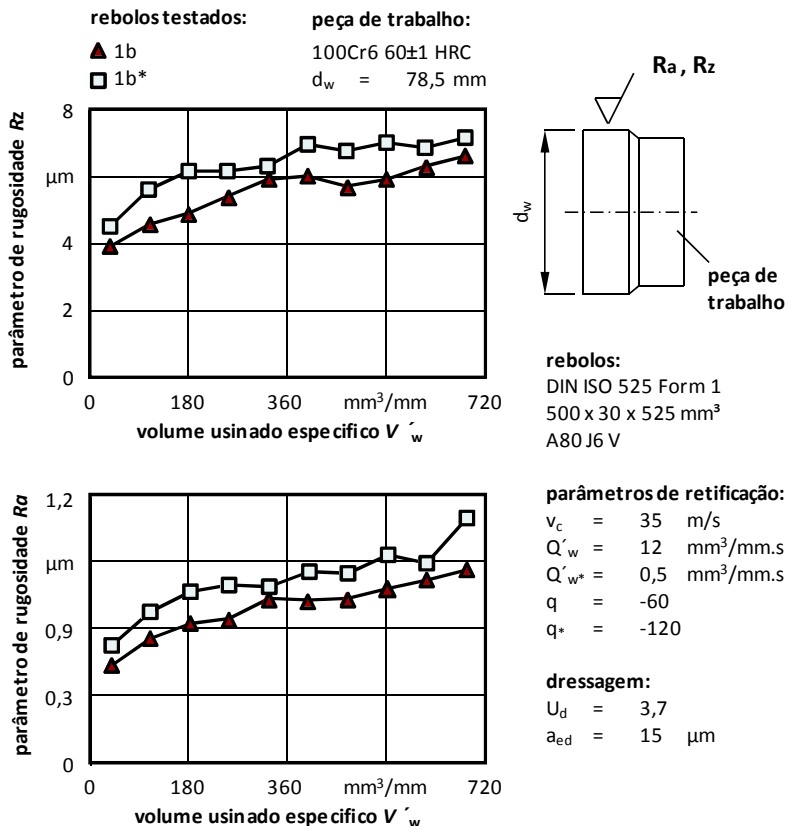 rebolos testados:
1b
1b*
peça de trabalho:
100Cr6 60±1 HRC
d_w = 78,5 mm
parâmetro de rugosidade Rz
8
µm
4
2
0
0 180 360 mm³/mm 720
volume usinado especifico V ´w
Ra , Rz
d_w
peça de
trabalho
rebolos:
DIN ISO 525 Form 1
500 x 30 x 525 mm³
A80 J6 V
parâmetro de rugosidade Ra
1,2
µm
0,9
0,3
0
0 180 360 mm³/mm 720
volume usinado especifico V ´w
parâmetros de retificação:
v_c = 35 m/s
Q´w = 12 mm³/mm.s
Q´w* = 0,5 mm³/mm.s
q = -60
q* = -120
dressagem:
U_d = 3,7
a_ed = 15 µm